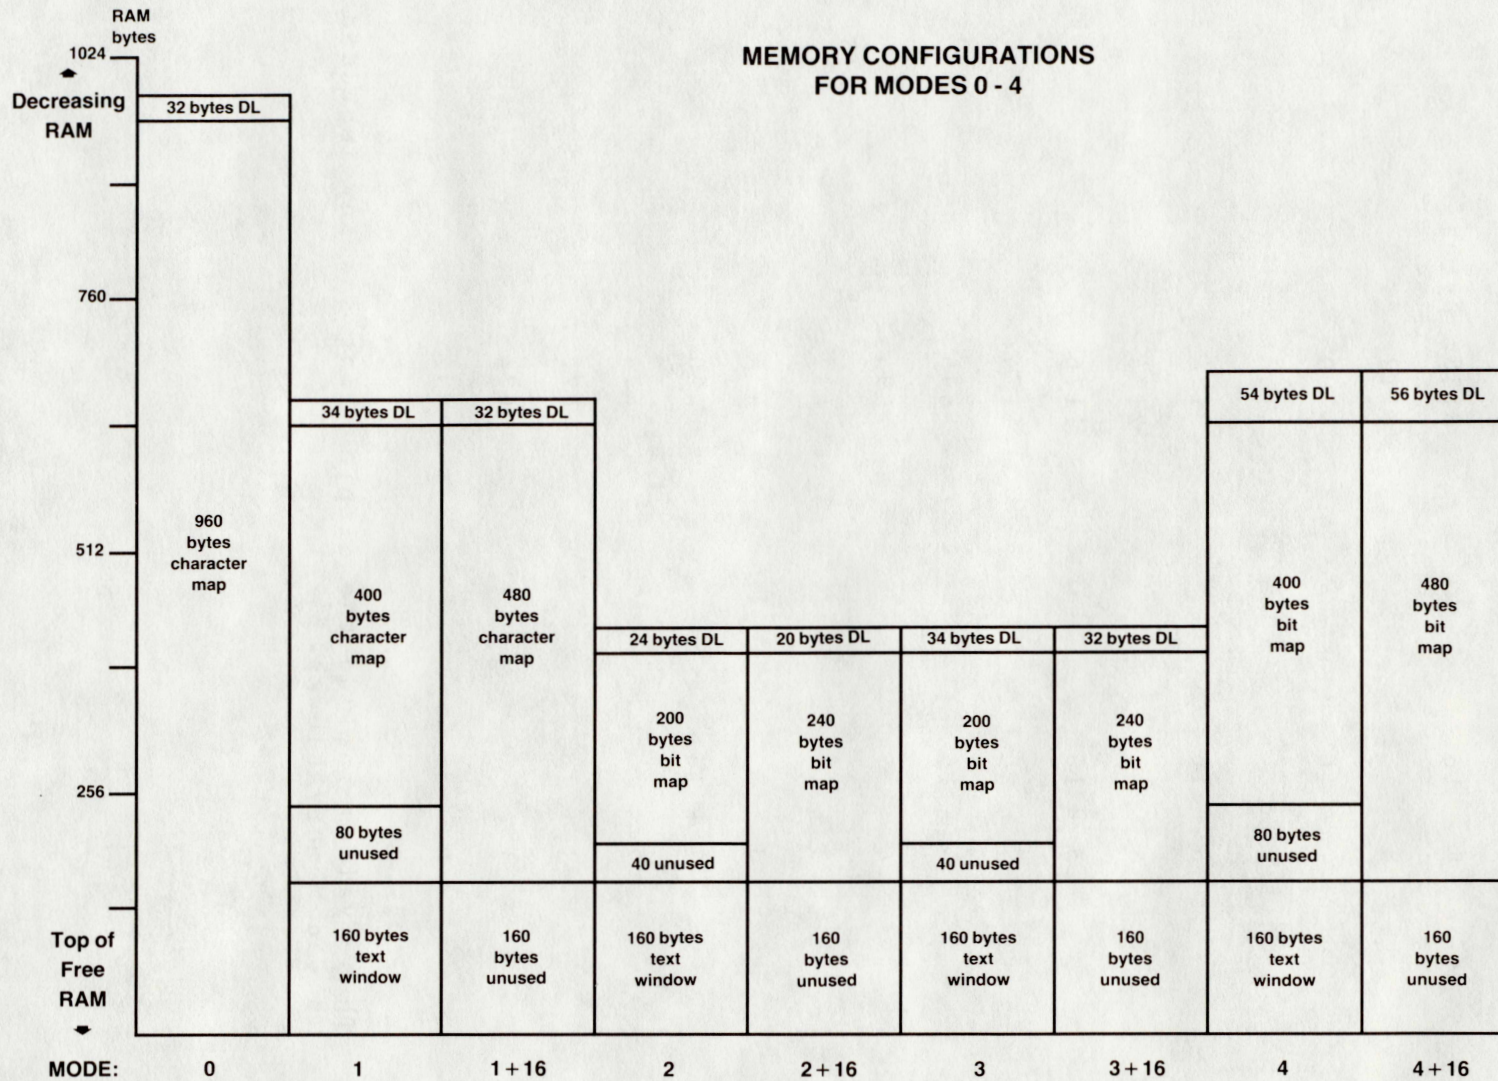 RAM
bytes
1024
MEMORY CONFIGURATIONS
FOR MODES 0 - 4
Decreasing
RAM
760
512
256
Top of
Free
RAM
32 bytes DL
960
bytes
character
map
34 bytes DL
400
bytes
character
map
80 bytes
unused
160 bytes
text
window
32 bytes DL
480
bytes
character
map
160
bytes
unused
24 bytes DL
200
bytes
bit
map
40 unused
160 bytes
text
window
20 bytes DL
240
bytes
bit
map
160
bytes
unused
34 bytes DL
200
bytes
bit
map
40 unused
160 bytes
text
window
32 bytes DL
240
bytes
bit
map
160
bytes
unused
54 bytes DL
400
bytes
bit
map
80 bytes
unused
160 bytes
text
window
56 bytes DL
480
bytes
bit
map
160
bytes
unused
MODE: 0 1 1 + 16 2 2 + 16 3 3 + 16 4 4 + 16